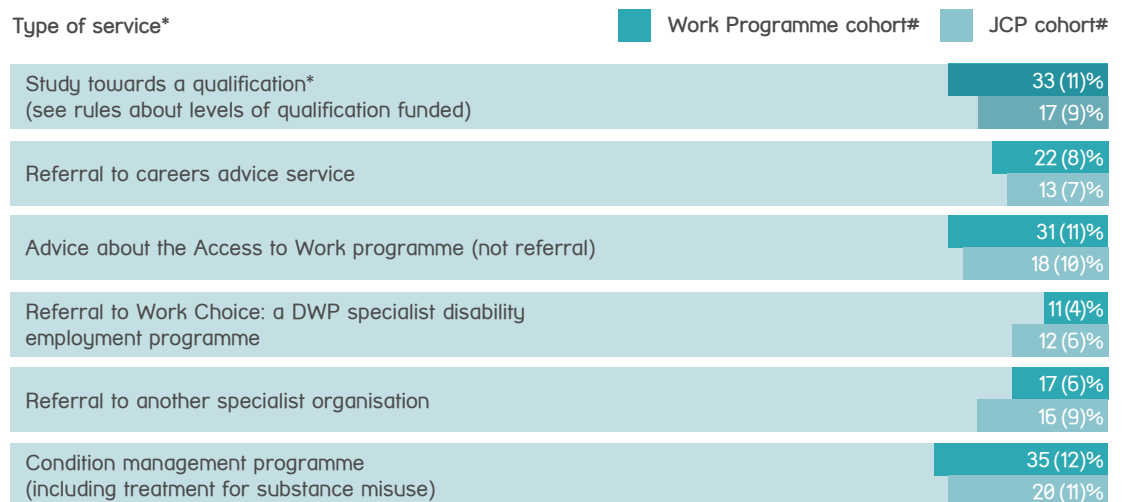 Type of service*
Work Programme cohort#
JCP cohort#
Study towards a qualification*
(see rules about levels of qualification funded)
33 (11)%
17 (9)%
Referral to careers advice service
22 (8)%
13 (7)%
Advice about the Access to Work programme (not referral)
31 (11)%
18 (10)%
Referral to Work Choice: a DWP specialist disability
employment programme
11 (4)%
12 (6)%
Referral to another specialist organisation
17 (6)%
16 (9)%
Condition management programme
(including treatment for substance misuse)
35 (12)%
20 (11)%